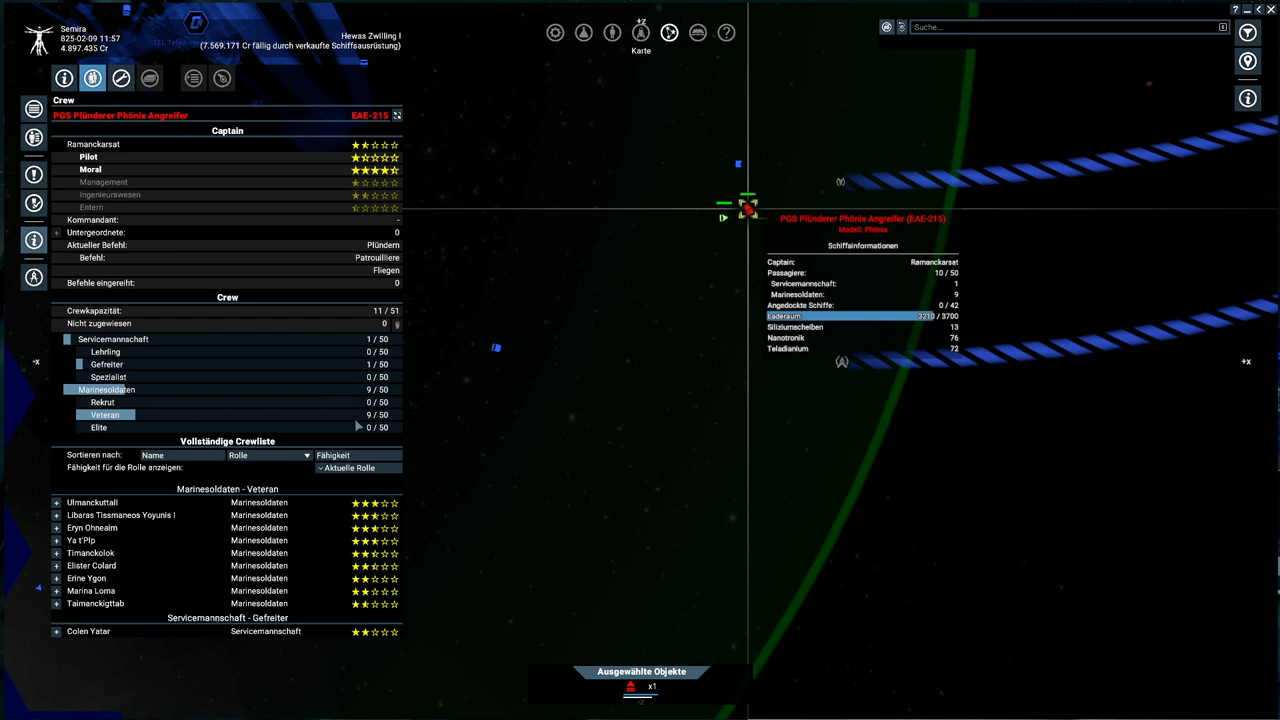 Semira
825-02-09 11:57
4.897.435 Cr
Hewas Zwilling I
(7.569.171 Cr fällig durch verkaufte Schiffsausrüstung)
+z
Karte
Suche...
Crew
PGS Plünderer Phönix Angreifer EAE-215
Captain
Ramanckarsat
Pilot
Moral
Management
Ingenieurswesen
Entern
Kommandant: -
Untergeordnete: 0
Aktueller Befehl: Plündern
Befehl: Patrouilliere
Fliegen
Befehle eingereiht: 0
Crew
Crewkapazität: 11 / 51
Nicht zugewiesen 0
Servicemannschaft 1 / 50
Lehrling 0 / 50
Gefreiter 1 / 50
Spezialist 0 / 50
Marinesoldaten 9 / 50
Rekrut 0 / 50
Veteran 9 / 50
Elite 0 / 50
Vollständige Crewliste
Sortieren nach: Name Rolle Fähigkeit
Fähigkeit für die Rolle anzeigen: Aktuelle Rolle
Marinesoldaten - Veteran
Ulmanckuttall Marinesoldaten
Libaras Tissmaneos Yoyunis I Marinesoldaten
Eryn Ohneaim Marinesoldaten
Ya t'Plp Marinesoldaten
Timanckolok Marinesoldaten
Elister Colard Marinesoldaten
Erine Ygon Marinesoldaten
Marina Loma Marinesoldaten
Taimanckigttab Marinesoldaten
Servicemannschaft - Gefreiter
Colen Yatar Servicemannschaft
PGS Plünderer Phönix Angreifer (EAE-215)
Modell: Phönix
Schiffsinformationen
Captain: Ramanckarsat
Passagiere: 10 / 50
Servicemannschaft: 1
Marinesoldaten: 9
Angedockte Schiffe: 0 / 42
Laderaum: 3210 / 3700
Siliziumscheiben 13
Nanotronik 76
Teladianium 72
-x
+x
Ausgewählte Objekte
x1
-z